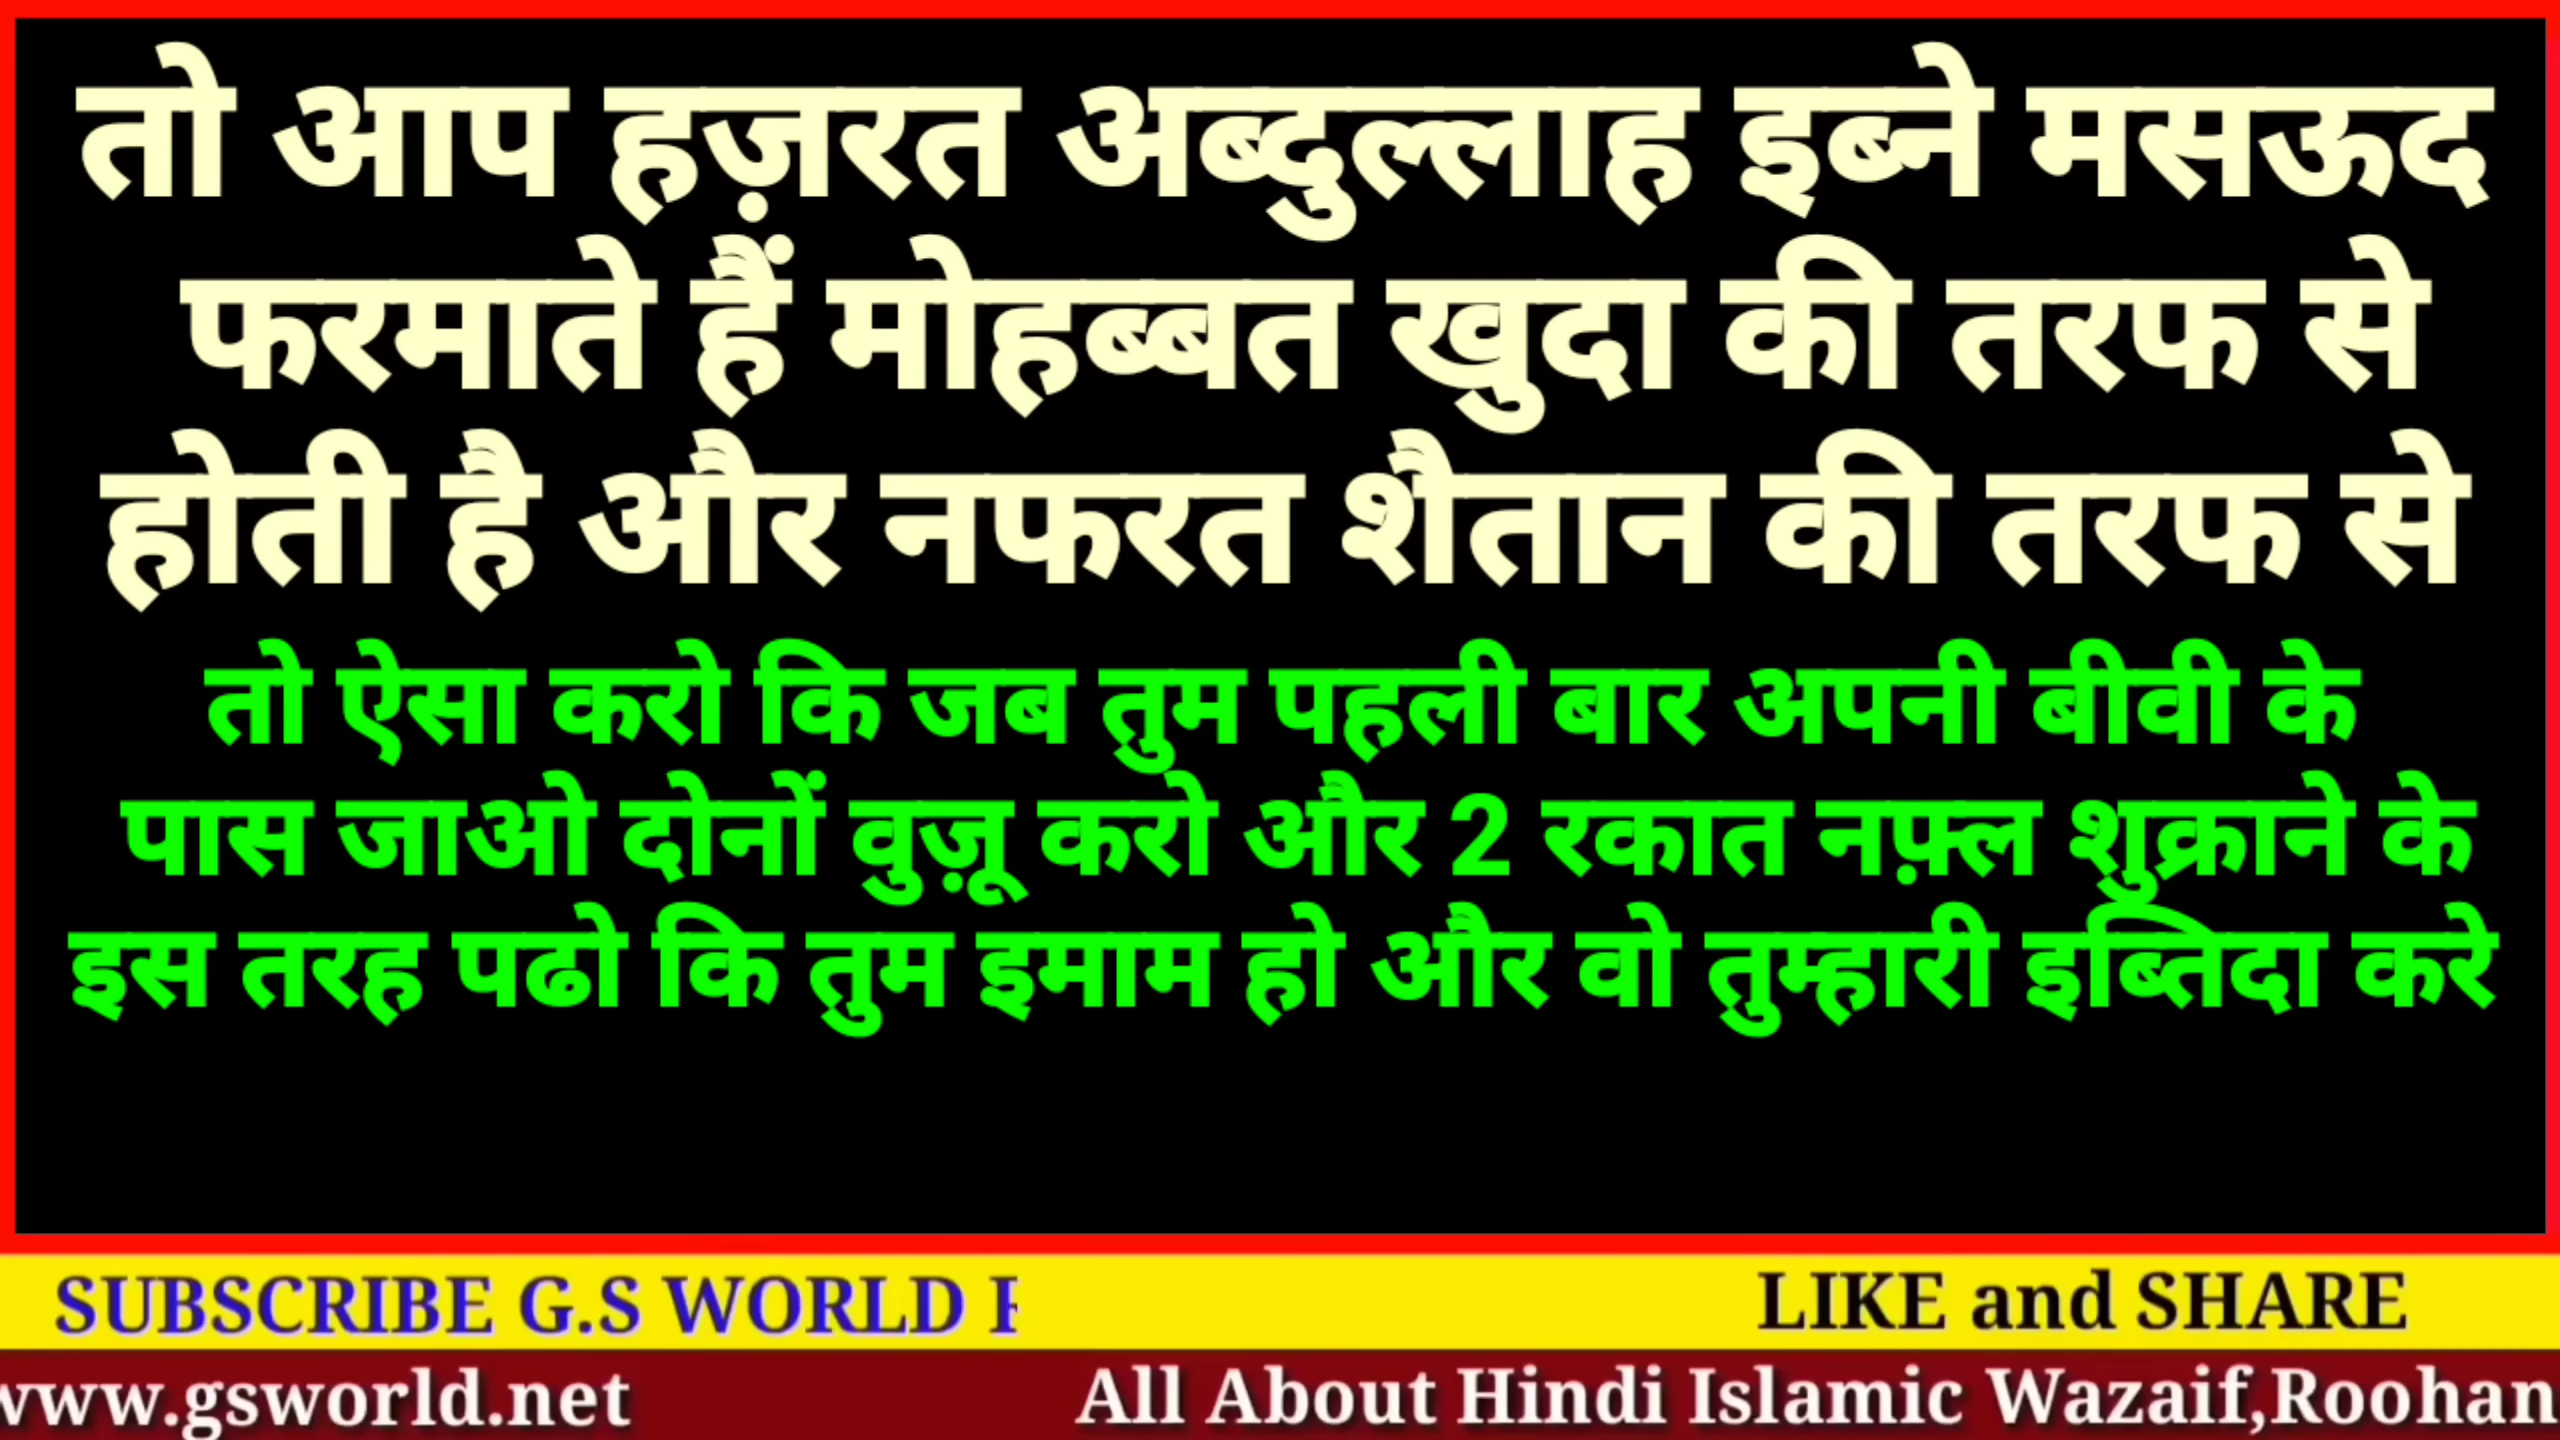 तो आप हज़रत अब्दुल्लाह इब्ने मसऊद
फरमाते हैं मोहब्बत खुदा की तरफ से
होती है और नफरत शैतान की तरफ से
तो ऐसा करो कि जब तुम पहली बार अपनी बीवी के
पास जाओ दोनों वुज़ू करो और 2 रकात नफ़्ल शुक्राने के
इस तरह पढो कि तुम इमाम हो और वो तुम्हारी इब्तिदा करे
SUBSCRIBE G.S WORLD
LIKE and SHARE
www.gsworld.net
All About Hindi Islamic Wazaif,Roohan